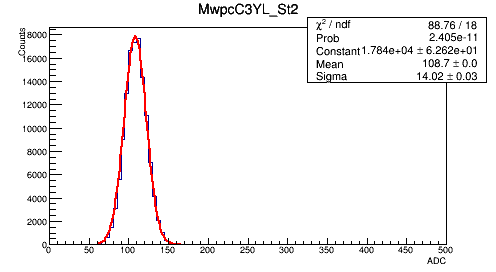 MwpcC3YL_St2
χ² / ndf 88.76 / 18
Prob 2.405e-11
Constant 1.784e+04 ± 6.262e+01
Mean 108.7 ± 0.0
Sigma 14.02 ± 0.03
Counts
18000
16000
14000
12000
10000
8000
6000
4000
2000
0
0 50 100 150 200 250 300 350 400 450 500
ADC